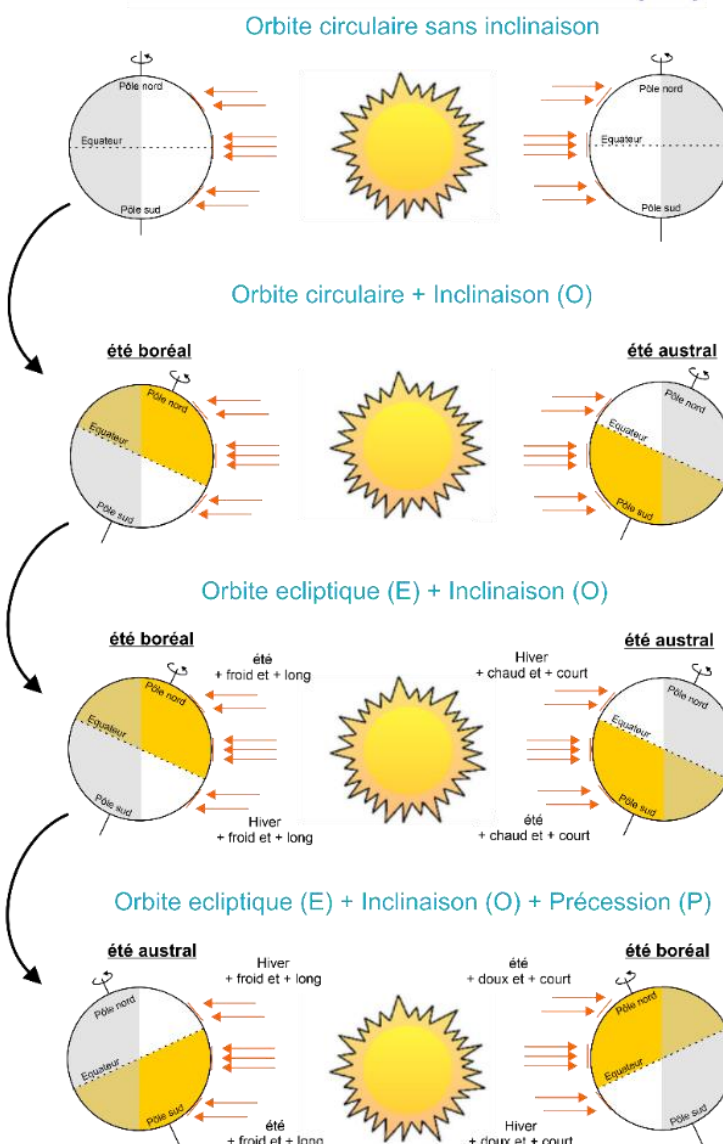 Orbite circulaire sans inclinaison
Pôle nord
Equateur
Pôle sud
Pôle nord
Equateur
Pôle sud
Orbite circulaire + Inclinaison (O)
été boréal
été austral
Pôle nord
Equateur
Pôle sud
Pôle nord
Equateur
Pôle sud
Orbite ecliptique (E) + Inclinaison (O)
été boréal
été austral
été
+ froid et + long
Hiver
+ chaud et + court
Pôle nord
Equateur
Pôle sud
Pôle nord
Equateur
Pôle sud
Hiver
+ froid et + long
été
+ chaud et + court
Orbite ecliptique (E) + Inclinaison (O) + Précession (P)
été austral
été boréal
Hiver
+ froid et + long
été
+ doux et + court
Pôle nord
Equateur
Pôle sud
Pôle nord
Equateur
Pôle sud
été
+ froid et + long
Hiver
+ doux et + court